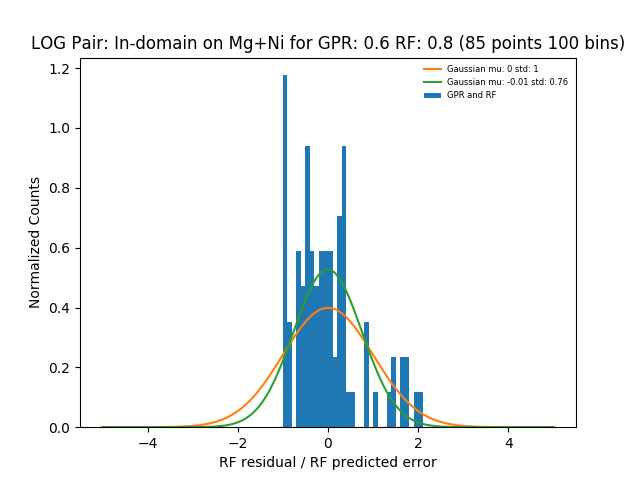 LOG Pair: In-domain on Mg+Ni for GPR: 0.6 RF: 0.8 (85 points 100 bins)
Gaussian mu: 0 std: 1
Gaussian mu: -0.01 std: 0.76
GPR and RF
Normalized Counts
1.2
1.0
0.8
0.6
0.4
0.2
0.0
−4
−2
0
2
4
RF residual / RF predicted error